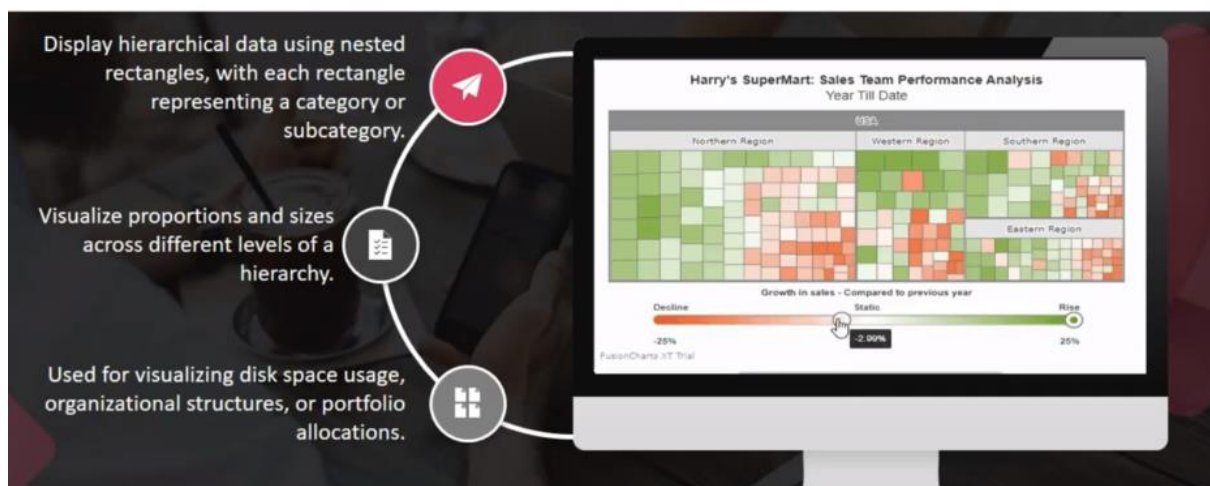 Display hierarchical data using nested
rectangles, with each rectangle
representing a category or
subcategory.
Visualize proportions and sizes
across different levels of a
hierarchy.
Used for visualizing disk space usage,
organizational structures, or portfolio
allocations.
Harry's SuperMart: Sales Team Performance Analysis
Year Till Date
USA
Northern Region
Western Region
Southern Region
Eastern Region
Growth in sales - Compared to previous year
Decline
Static
Rise
-2.99%
-25%
25%
FusionCharts XT Trial